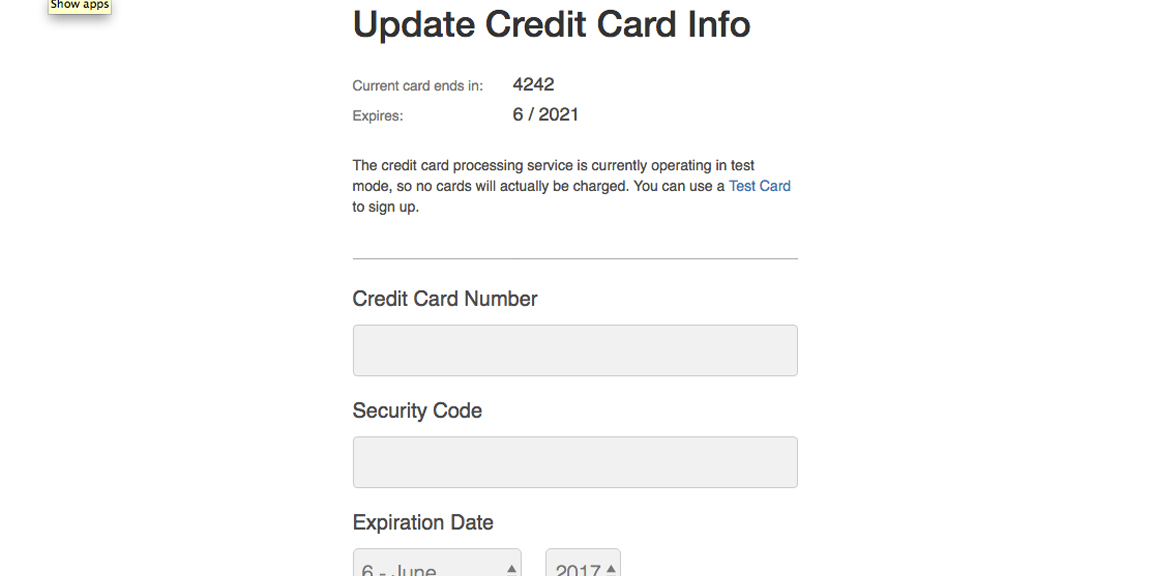 Show apps
Update Credit Card Info
Current card ends in: 4242
Expires: 6 / 2021
The credit card processing service is currently operating in test
mode, so no cards will actually be charged. You can use a Test Card
to sign up.
Credit Card Number
Security Code
Expiration Date
6 - June 2017